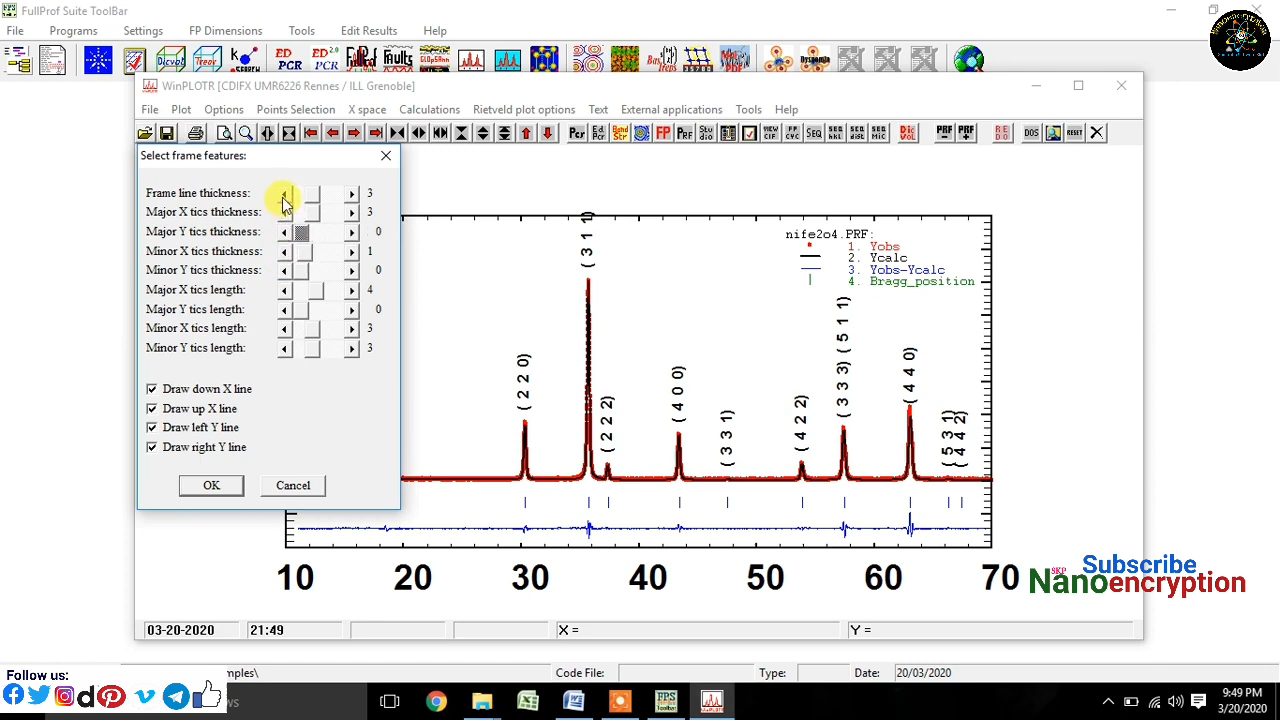 FullProf Suite ToolBar
File Programs Settings FP Dimensions Tools Edit Results Help
WinPLOTR [CDIFX UMR6226 Rennes / ILL Grenoble]
File Plot Options Points Selection X space Calculations Rietveld plot options Text External applications Tools Help
Select frame features:
Frame line thickness: 3
Major X tics thickness: 3
Major Y tics thickness: 0
Minor X tics thickness: 1
Minor Y tics thickness: 0
Major X tics length: 4
Major Y tics length: 0
Minor X tics length: 3
Minor Y tics length: 3
Draw down X line
Draw up X line
Draw left Y line
Draw right Y line
OK Cancel
nife2o4.PRF:
1. Yobs
2. Ycalc
3. Yobs-Ycalc
4. Bragg_position
(2 2 0)
(3 1 1)
(2 2 2)
(4 0 0)
(3 3 1)
(4 2 2)
(3 3 3) (5 1 1)
(4 4 0)
(5 3 1)
(4 4 2)
10 20 30 40 50 60 70
03-20-2020 21:49 X = Y =
Subscribe
SKP
Nanoencryption
mples\ Code File: Type: Date: 20/03/2020
Follow us:
9:49 PM
3/20/2020